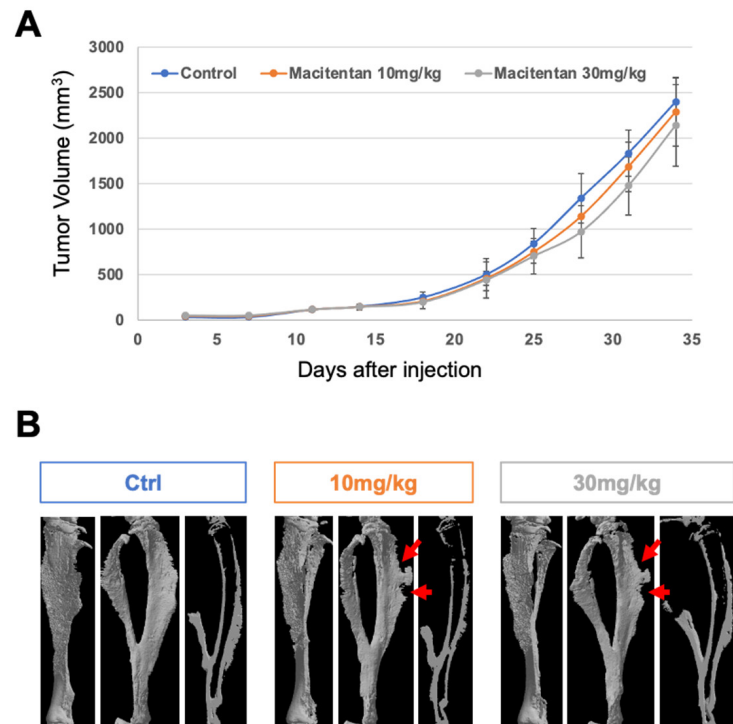 A
3000
Control Macitentan 10mg/kg Macitentan 30mg/kg
2500
2000
1500
1000
500
0
Tumor Volume (mm³)
0 5 10 15 20 25 30 35
Days after injection
B
Ctrl 10mg/kg 30mg/kg